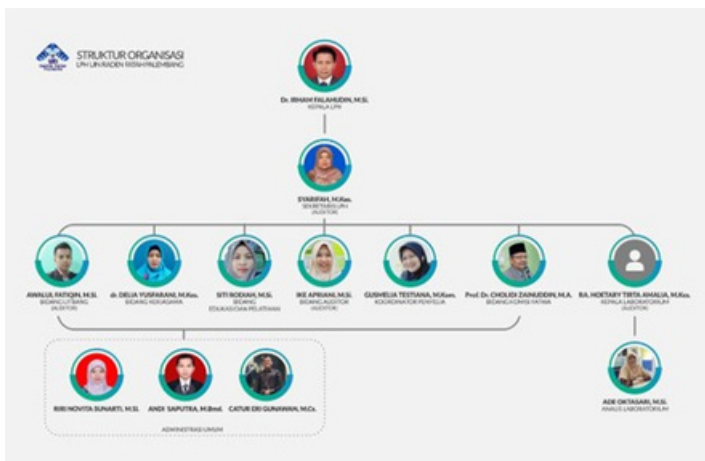 STRUKTUR ORGANISASI
LPH UIN RADEN FATAH PALEMBANG
Dr. IRHAM FALAHUDIN, M.Si.
KEPALA LPH
SYARIFAH, M.Kes.
SEKRETARIS LPH
(AUDITOR)
AWALUL FATIQIN, M.Si.
BIDANG LITBANG
(AUDITOR)
dr. DELIA YUSFARANI, M.Kes.
BIDANG KERJASAMA
SITI RODIAH, M.Si.
BIDANG
EDUKASI DAN PELATIHAN
IKE APRIANI, M.Si.
BIDANG AUDITOR
(AUDITOR)
GUSMELIA TESTIANA, M.Kom.
KOORDINATOR PENYELIA
Prof. Dr. CHOLIDI ZAINUDDIN, M.A.
BIDANG KOMISI FATWA
RA. HOETARY TIRTA AMALIA, M.Kes.
KEPALA LABORATORIUM
(AUDITOR)
RIRI NOVITA SUNARTI, M.Si.
ANDI SAPUTRA, M.Bmd.
CATUR ERI GUNAWAN, M.Cs.
ADMINISTRASI UMUM
ADE OKTASARI, M.Si.
ANALIS LABORATORIUM